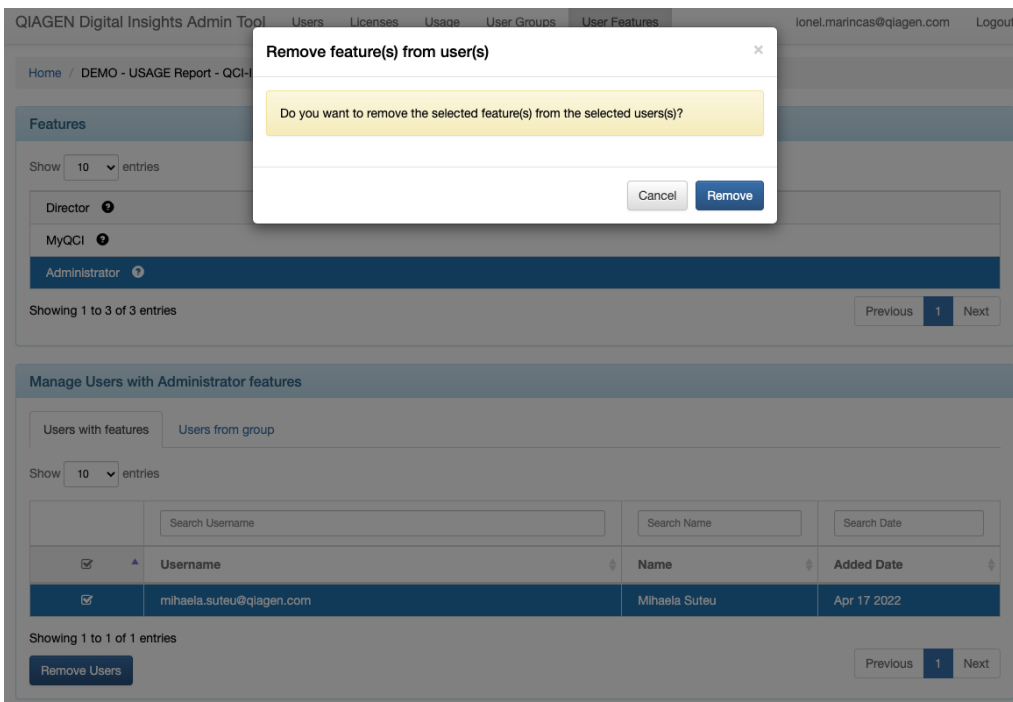 QIAGEN Digital Insights Admin Tool Users Licenses Usage User Groups User Features ionel.marincas@qiagen.com Logout
Remove feature(s) from user(s) ×
Home / DEMO - USAGE Report - QCI-I
Do you want to remove the selected feature(s) from the selected users(s)?
Features
Show 10 entries
Cancel Remove
Director
MyQCI
Administrator
Showing 1 to 3 of 3 entries
Previous 1 Next
Manage Users with Administrator features
Users with features Users from group
Show 10 entries
Search Username Search Name Search Date
Username Name Added Date
mihaela.suteu@qiagen.com Mihaela Suteu Apr 17 2022
Showing 1 to 1 of 1 entries
Remove Users
Previous 1 Next